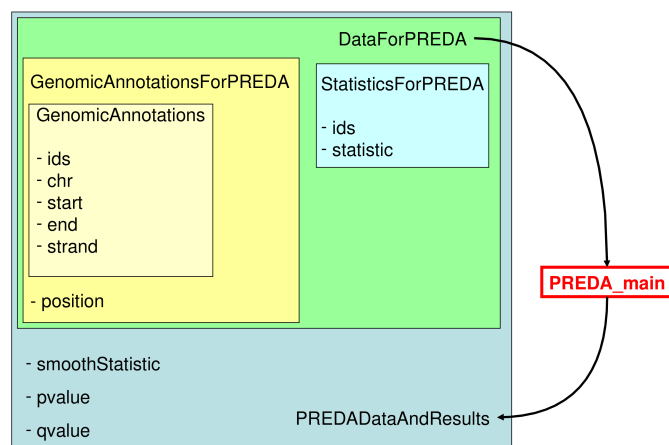 DataForPREDA
GenomicAnnotationsForPREDA
GenomicAnnotations
- ids
- chr
- start
- end
- strand
- position
StatisticsForPREDA
- ids
- statistic
PREDA_main
- smoothStatistic
- pvalue
- qvalue
PREDADataAndResults